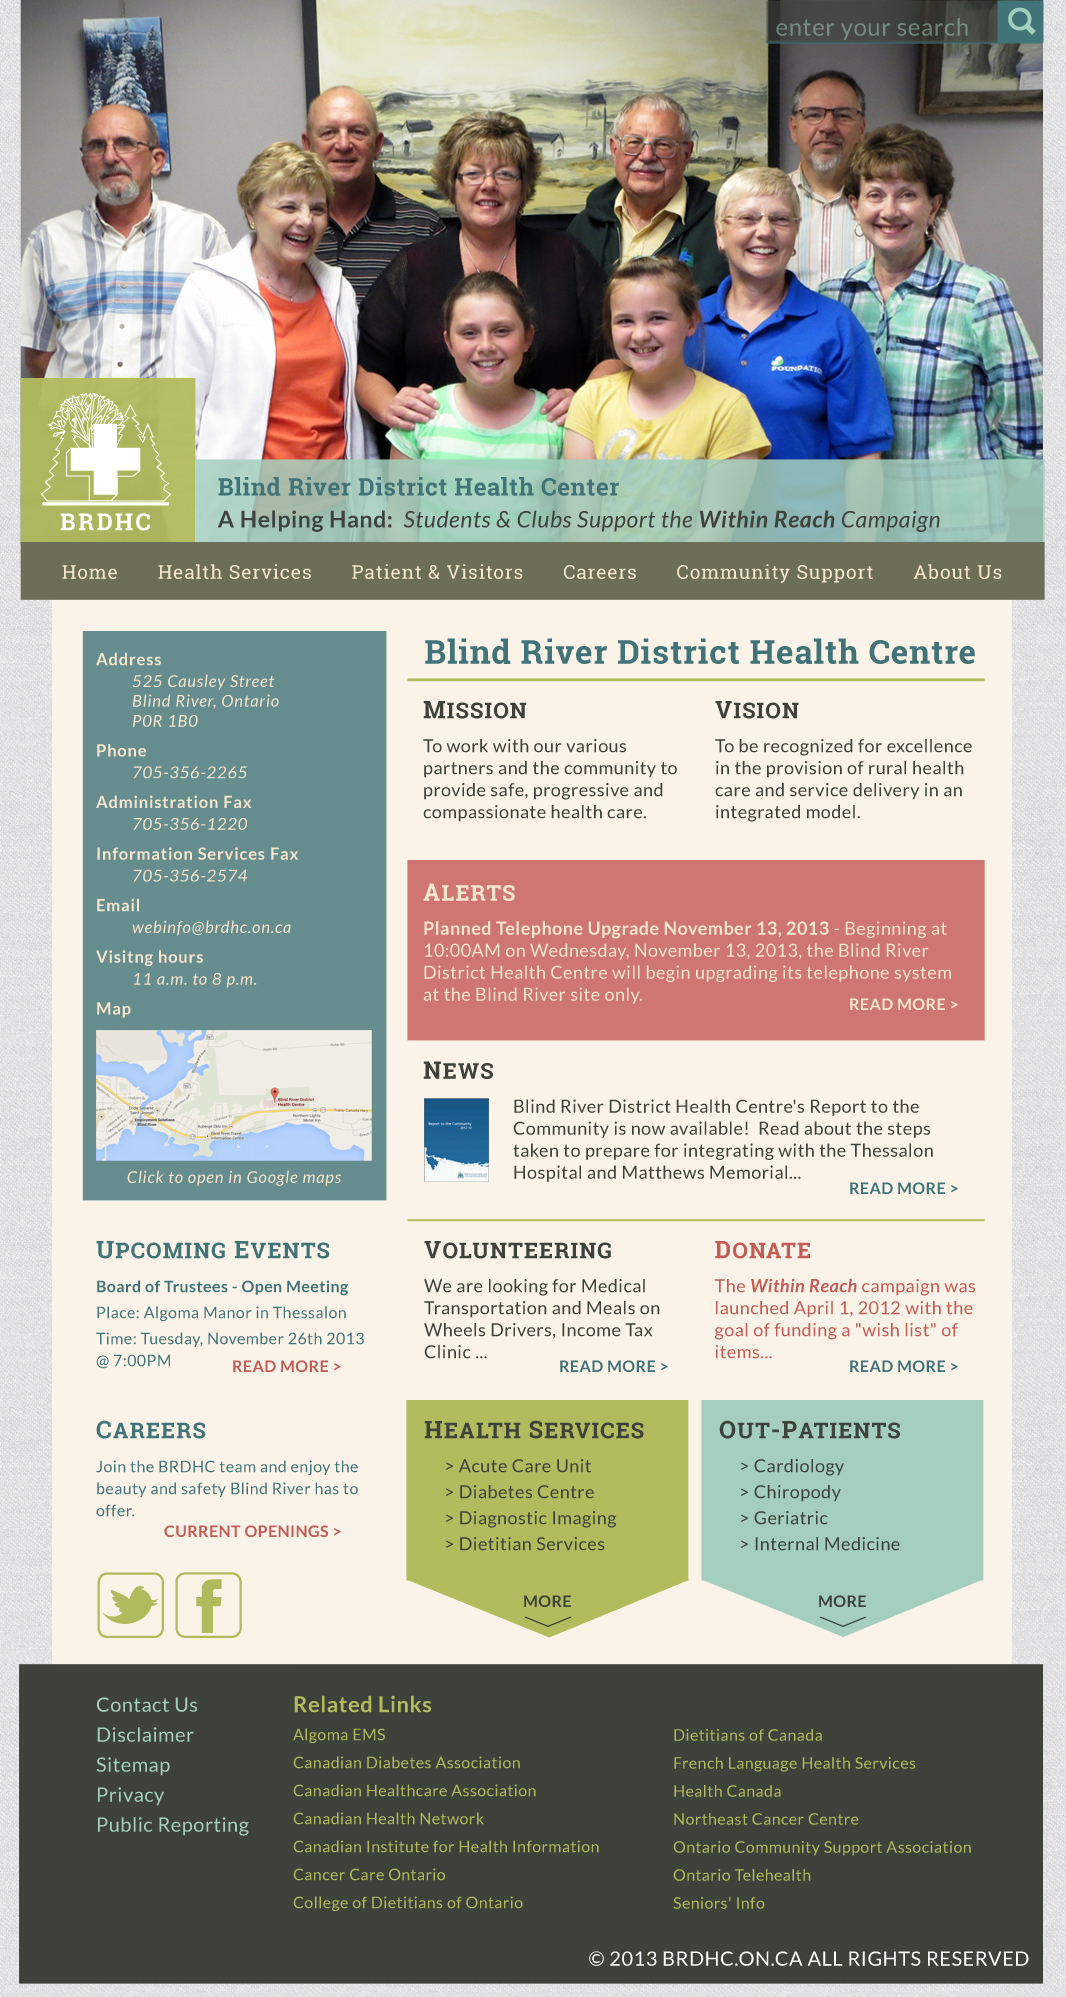 enter your search
FOUNDATION
BRDHC
Blind River District Health Center
A Helping Hand: Students & Clubs Support the Within Reach Campaign
Home Health Services Patient & Visitors Careers Community Support About Us
Address
525 Causley Street
Blind River, Ontario
P0R 1B0
Phone
705-356-2265
Administration Fax
705-356-1220
Information Services Fax
705-356-2574
Email
webinfo@brdhc.on.ca
Visitng hours
11 a.m. to 8 p.m.
Map
Blind River District
Health Centre
Click to open in Google maps
Blind River District Health Centre
MISSION
To work with our various
partners and the community to
provide safe, progressive and
compassionate health care.
VISION
To be recognized for excellence
in the provision of rural health
care and service delivery in an
integrated model.
ALERTS
Planned Telephone Upgrade November 13, 2013 - Beginning at
10:00AM on Wednesday, November 13, 2013, the Blind River
District Health Centre will begin upgrading its telephone system
at the Blind River site only.
READ MORE >
NEWS
Report to the Community
Blind River District Health Centre's Report to the
Community is now available! Read about the steps
taken to prepare for integrating with the Thessalon
Hospital and Matthews Memorial...
READ MORE >
UPCOMING EVENTS
Board of Trustees - Open Meeting
Place: Algoma Manor in Thessalon
Time: Tuesday, November 26th 2013
@ 7:00PM
READ MORE >
VOLUNTEERING
We are looking for Medical
Transportation and Meals on
Wheels Drivers, Income Tax
Clinic ...
READ MORE >
DONATE
The Within Reach campaign was
launched April 1, 2012 with the
goal of funding a "wish list" of
items...
READ MORE >
CAREERS
Join the BRDHC team and enjoy the
beauty and safety Blind River has to
offer.
CURRENT OPENINGS >
HEALTH SERVICES
> Acute Care Unit
> Diabetes Centre
> Diagnostic Imaging
> Dietitian Services
MORE
OUT-PATIENTS
> Cardiology
> Chiropody
> Geriatric
> Internal Medicine
MORE
Contact Us
Disclaimer
Sitemap
Privacy
Public Reporting
Related Links
Algoma EMS
Canadian Diabetes Association
Canadian Healthcare Association
Canadian Health Network
Canadian Institute for Health Information
Cancer Care Ontario
College of Dietitians of Ontario
Dietitians of Canada
French Language Health Services
Health Canada
Northeast Cancer Centre
Ontario Community Support Association
Ontario Telehealth
Seniors' Info
© 2013 BRDHC.ON.CA ALL RIGHTS RESERVED